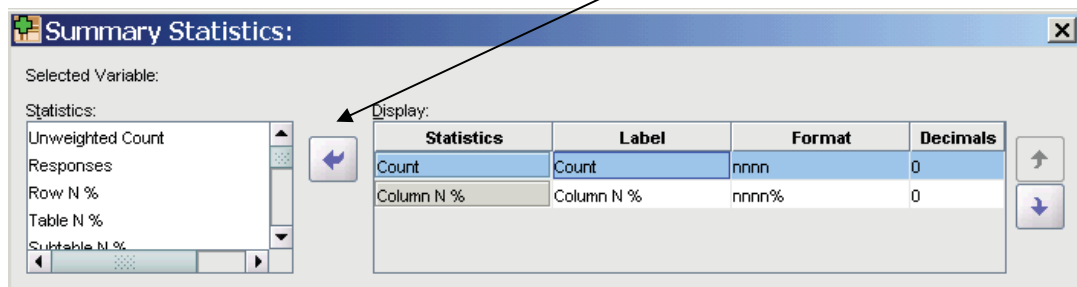 Summary Statistics:
Selected Variable:
Statistics:
Display:
Unweighted Count
Responses
Row N %
Table N %
Subtable N %
Statistics Label Format Decimals
Count Count nnnn 0
Column N % Column N % nnnn% 0